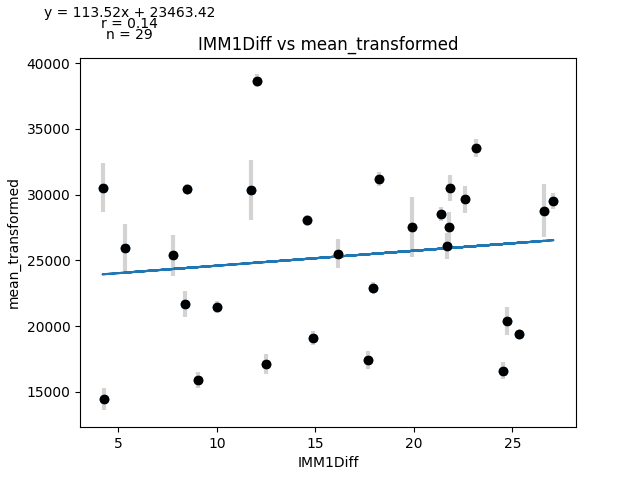 y = 113.52x + 23463.42
r = 0.14
n = 29
IMM1Diff vs mean_transformed
40000
35000
30000
25000
20000
15000
mean_transformed
5 10 15 20 25
IMM1Diff